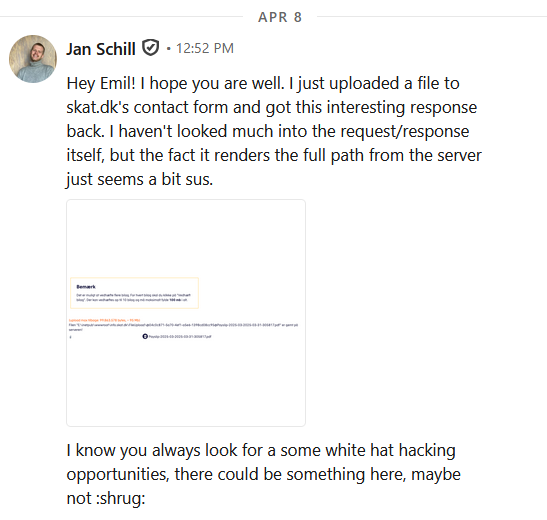 APR 8
Jan Schill • 12:52 PM
Hey Emil! I hope you are well. I just uploaded a file to
skat.dk's contact form and got this interesting response
back. I haven't looked much into the request/response
itself, but the fact it renders the full path from the server
just seems a bit sus.
Bemærk
I know you always look for a some white hat hacking
opportunities, there could be something here, maybe
not :shrug: